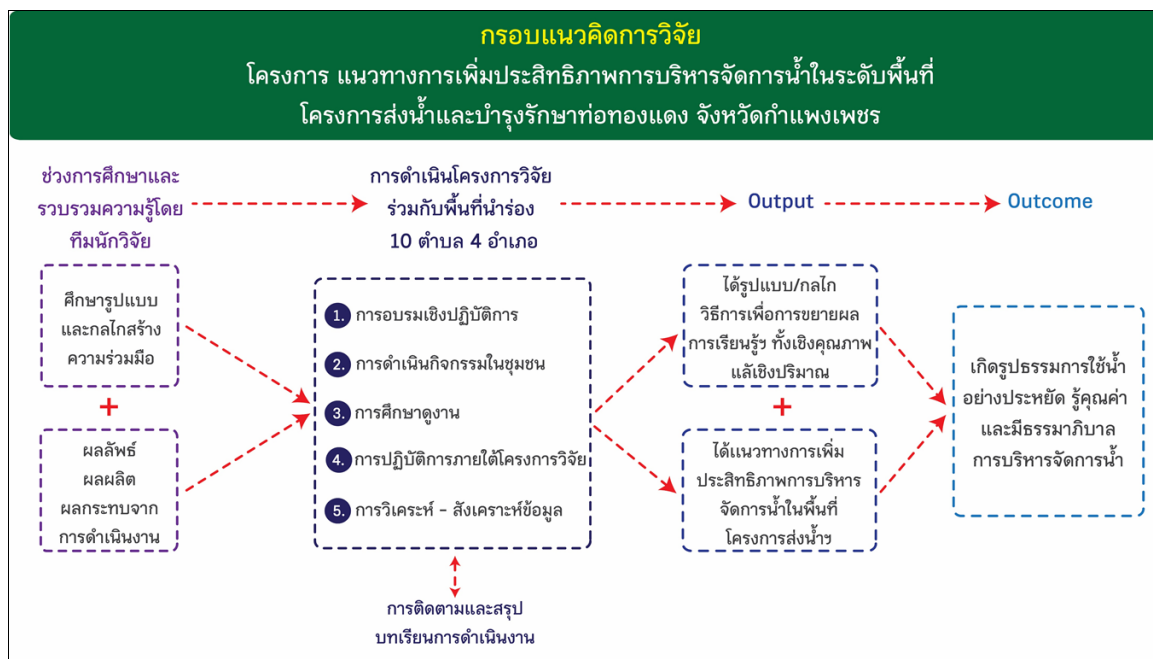 กรอบแนวคิดการวิจัย
โครงการ แนวทางการเพิ่มประสิทธิภาพการบริหารจัดการน้ำในระดับพื้นที่
โครงการส่งน้ำและบำรุงรักษาท่อทองแดง จังหวัดกำแพงเพชร
ช่วงการศึกษาและ
รวบรวมความรู้โดย
ทีมนักวิจัย
การดำเนินโครงการวิจัย
ร่วมกับพื้นที่นำร่อง
10 ตำบล 4 อำเภอ
Output
Outcome
ศึกษารูปแบบ
และกลไกสร้าง
ความร่วมมือ
+
ผลลัพธ์
ผลผลิต
ผลกระทบจาก
การดำเนินงาน
1. การอบรมเชิงปฏิบัติการ
2. การดำเนินกิจกรรมในชุมชน
3. การศึกษาดูงาน
4. การปฏิบัติการภายใต้โครงการวิจัย
5. การวิเคระห์ - สังเคราะห์ข้อมูล
การติดตามและสรุป
บทเรียนการดำเนินงาน
ได้รูปแบบ/กลไก
วิธีการเพื่อการขยายผล
การเรียนรู้ฯ ทั้งเชิงคุณภาพ
แล้เชิงปริมาณ
+
ได้แนวทางการเพิ่ม
ประสิทธิภาพการบริหาร
จัดการน้ำในพื้นที่
โครงการส่งน้ำฯ
เกิดรูปธรรมการใช้น้ำ
อย่างประหยัด รู้คุณค่า
และมีธรรมาภิบาล
การบริหารจัดการน้ำ